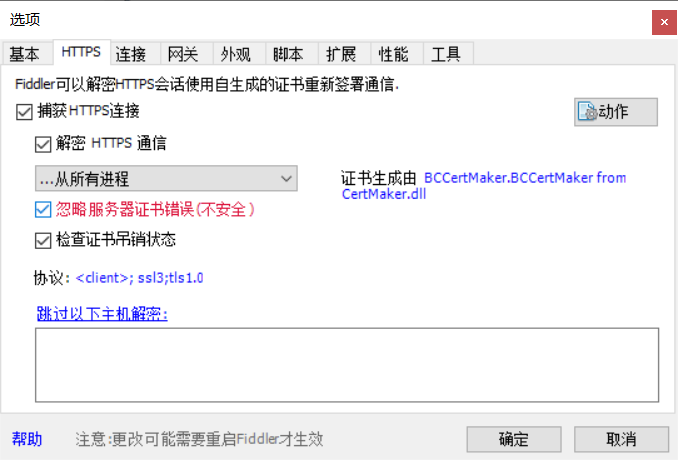 选项
基本 HTTPS 连接 网关 外观 脚本 扩展 性能 工具
Fiddler可以解密HTTPS会话使用自生成的证书重新签署通信.
捕获HTTPS连接
动作
解密 HTTPS 通信
...从所有进程
证书生成由 BCCertMaker.BCCertMaker from
CertMaker.dll
忽略服务器证书错误(不安全)
检查证书吊销状态
协议: <client>; ssl3;tls1.0
跳过以下主机解密:
帮助 注意:更改可能需要重启Fiddler才生效 确定 取消